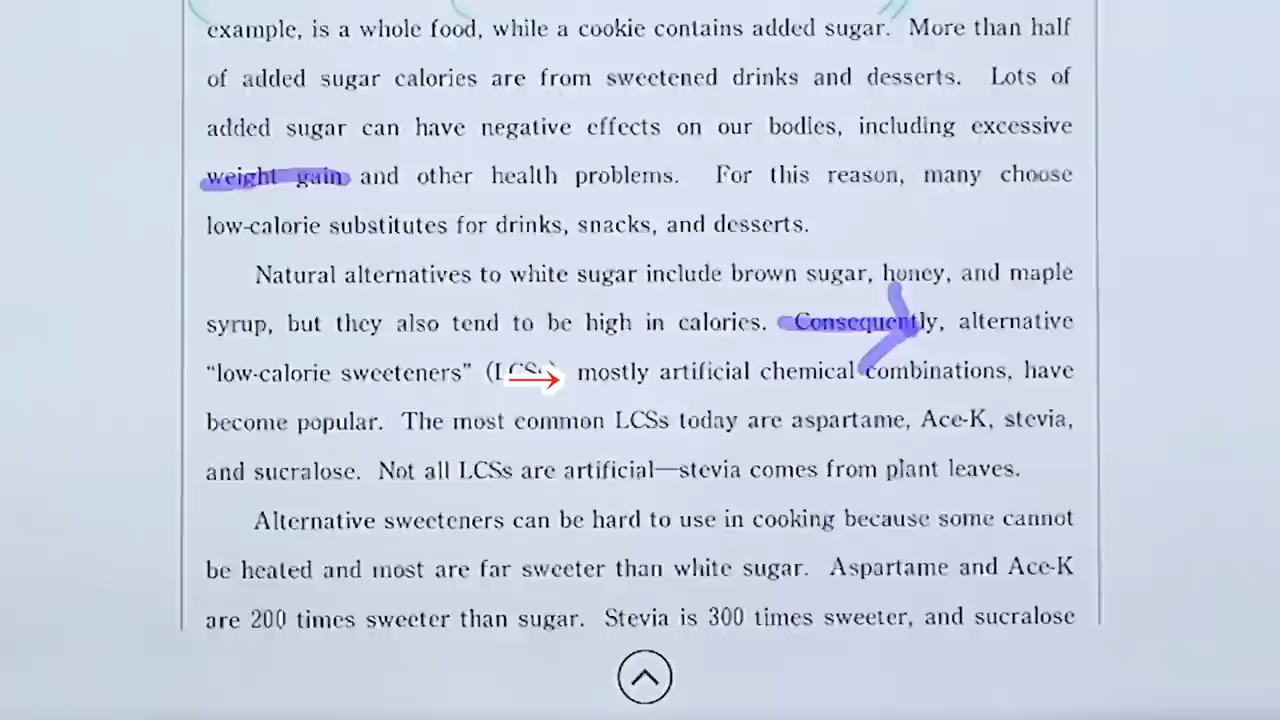 example, is a whole food, while a cookie contains added sugar. More than half
of added sugar calories are from sweetened drinks and desserts. Lots of
added sugar can have negative effects on our bodies, including excessive
weight gain and other health problems. For this reason, many choose
low-calorie substitutes for drinks, snacks, and desserts.
Natural alternatives to white sugar include brown sugar, honey, and maple
syrup, but they also tend to be high in calories. Consequently, alternative
“low-calorie sweeteners” (LCSs), mostly artificial chemical combinations, have
become popular. The most common LCSs today are aspartame, Ace-K, stevia,
and sucralose. Not all LCSs are artificial—stevia comes from plant leaves.
Alternative sweeteners can be hard to use in cooking because some cannot
be heated and most are far sweeter than white sugar. Aspartame and Ace-K
are 200 times sweeter than sugar. Stevia is 300 times sweeter, and sucralose